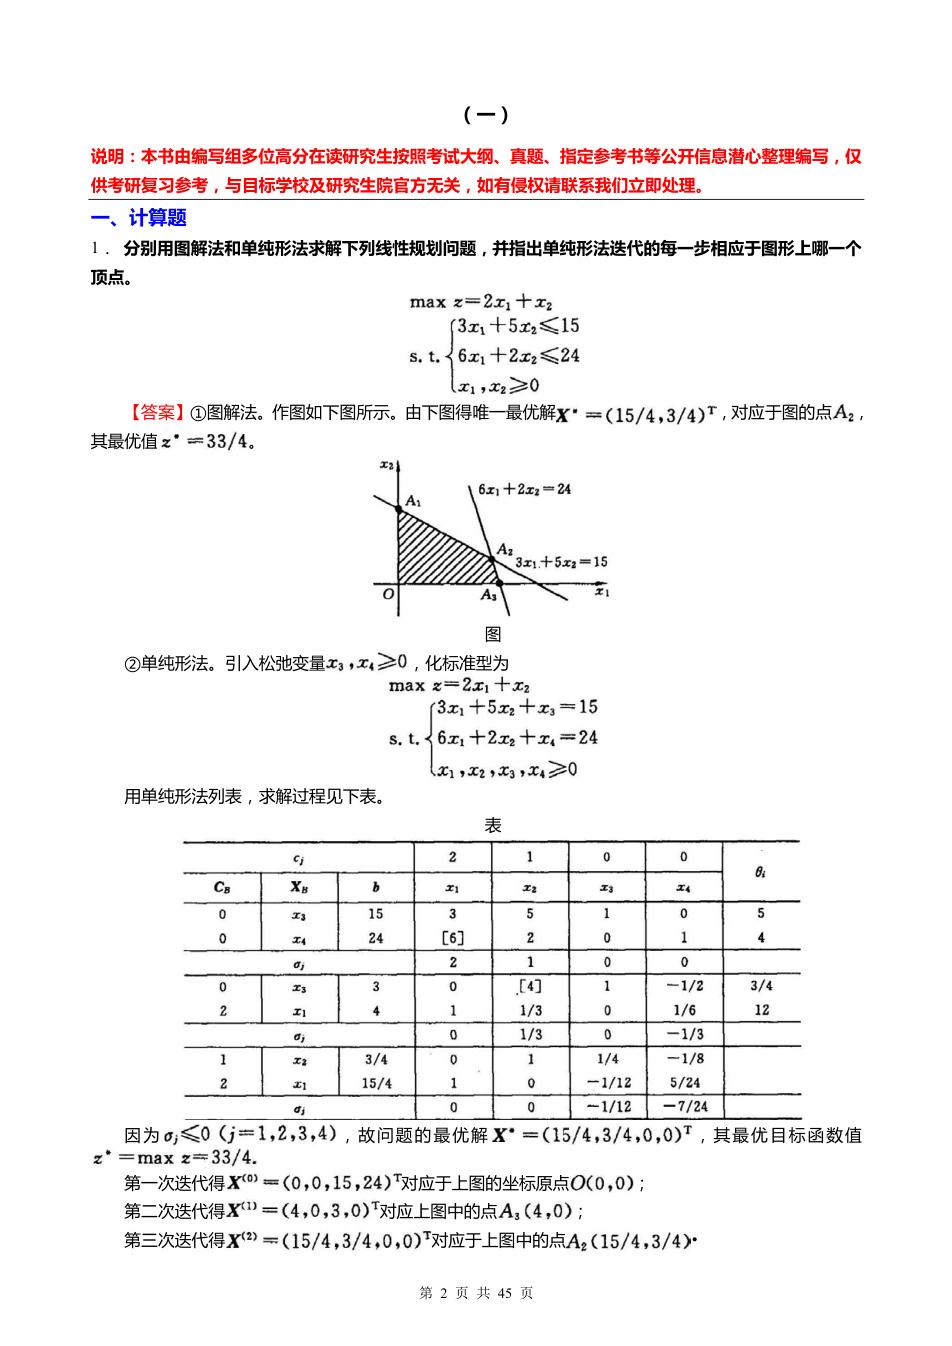 （一）
说明：本书由编写组多位高分在读研究生按照考试大纲、真题、指定参考书等公开信息潜心整理编写，仅
供考研复习参考，与目标学校及研究生院官方无关，如有侵权请联系我们立即处理。
一、计算题
1． 分别用图解法和单纯形法求解下列线性规划问题，并指出单纯形法迭代的每一步相应于图形上哪一个
顶点。
max z=2x₁+x₂
3x₁+5x₂≤15
s.t. 6x₁+2x₂≤24
x₁,x₂≥0
【答案】①图解法。作图如下图所示。由下图得唯一最优解X*=(15/4,3/4)ᵀ，对应于图的点A₂，
其最优值z*=33/4。
x₂
6x₁+2x₂=24
A₁
A₂
3x₁+5x₂=15
O A₃ x₁
图
②单纯形法。引入松弛变量x₃,x₄≥0，化标准型为
max z=2x₁+x₂
3x₁+5x₂+x₃=15
s.t. 6x₁+2x₂+x₄=24
x₁,x₂,x₃,x₄≥0
用单纯形法列表，求解过程见下表。
表
cⱼ 2 1 0 0 θᵢ
C_B X_B b x₁ x₂ x₃ x₄
0 x₃ 15 3 5 1 0 5
0 x₄ 24 [6] 2 0 1 4
σⱼ 2 1 0 0
0 x₃ 3 0 [4] 1 −1/2 3/4
2 x₁ 4 1 1/3 0 1/6 12
σⱼ 0 1/3 0 −1/3
1 x₂ 3/4 0 1 1/4 −1/8
2 x₁ 15/4 1 0 −1/12 5/24
σⱼ 0 0 −1/12 −7/24
因为σⱼ≤0 (j=1,2,3,4)，故问题的最优解X*=(15/4,3/4,0,0)ᵀ，其最优目标函数值
z*=max z=33/4.
第一次迭代得X⁽⁰⁾=(0,0,15,24)ᵀ对应于上图的坐标原点O(0,0)；
第二次迭代得X⁽¹⁾=(4,0,3,0)ᵀ对应上图中的点A₃(4,0)；
第三次迭代得X⁽²⁾=(15/4,3/4,0,0)ᵀ对应于上图中的点A₂(15/4,3/4)。
第 2 页 共 45 页